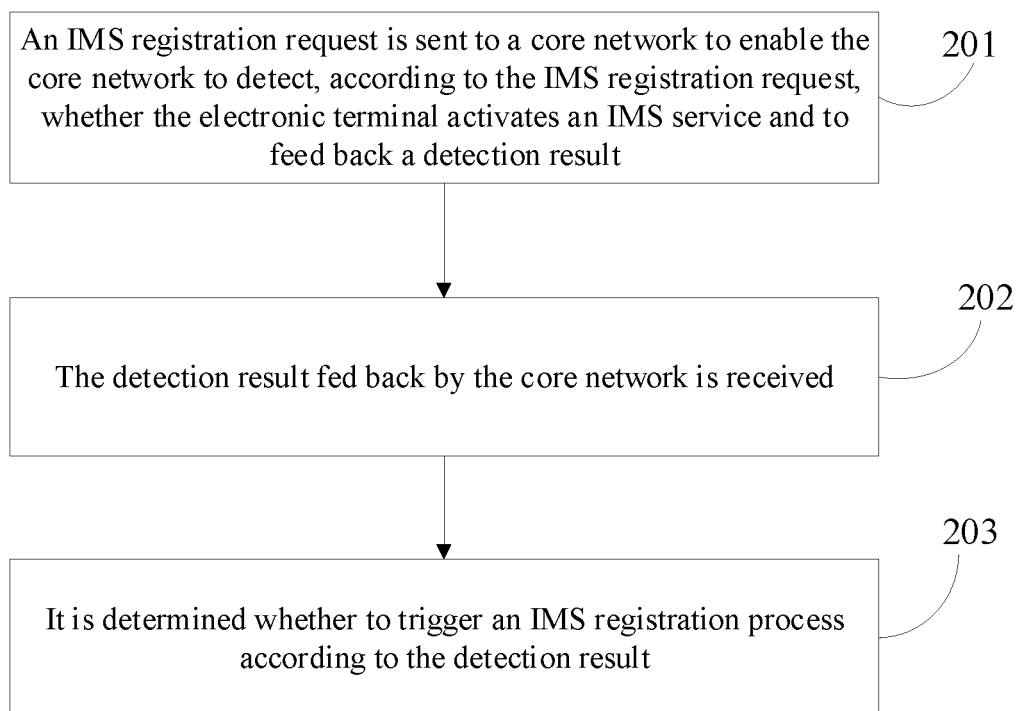 An IMS registration request is sent to a core network to enable the
201
core network to detect, according to the IMS registration request,
whether the electronic terminal activates an IMS service and to
feed back a detection result
202
The detection result fed back by the core network is received
203
It is determined whether to trigger an IMS registration process
according to the detection result